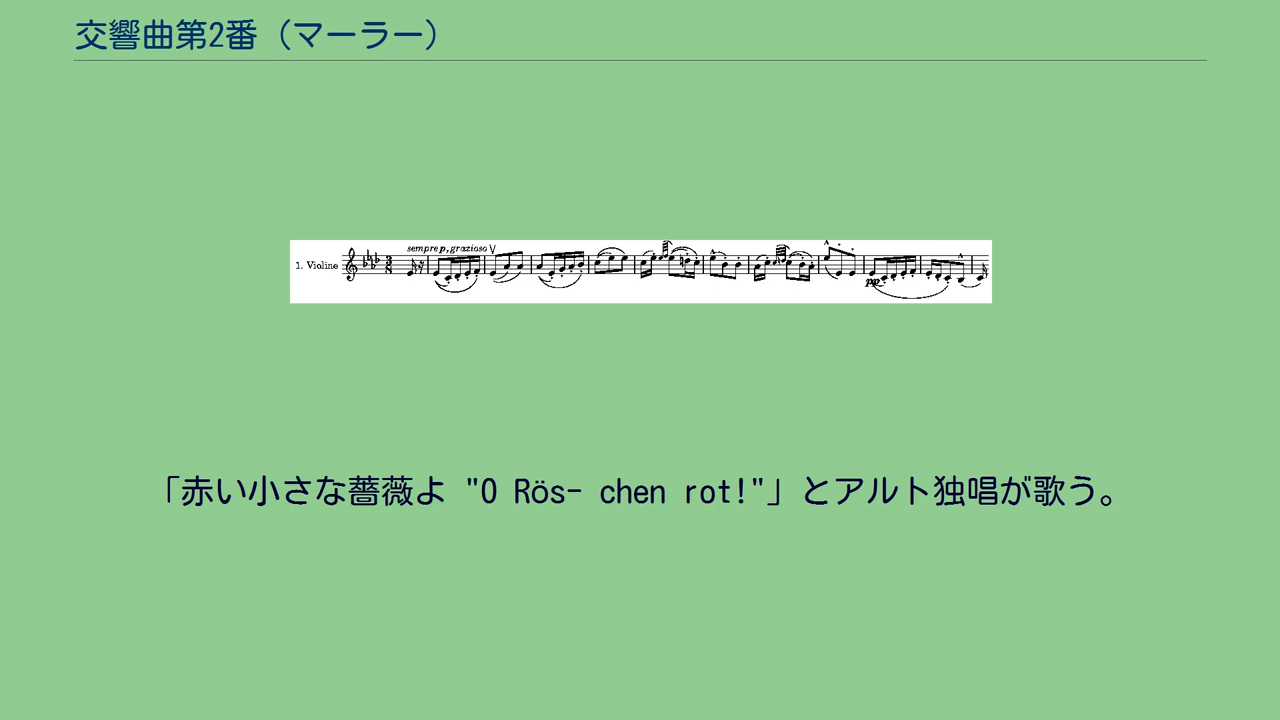 交響曲第2番（マーラー）
sempre p, grazioso
1. Violine
pp
「赤い小さな薔薇よ "O Rös- chen rot!"」とアルト独唱が歌う。